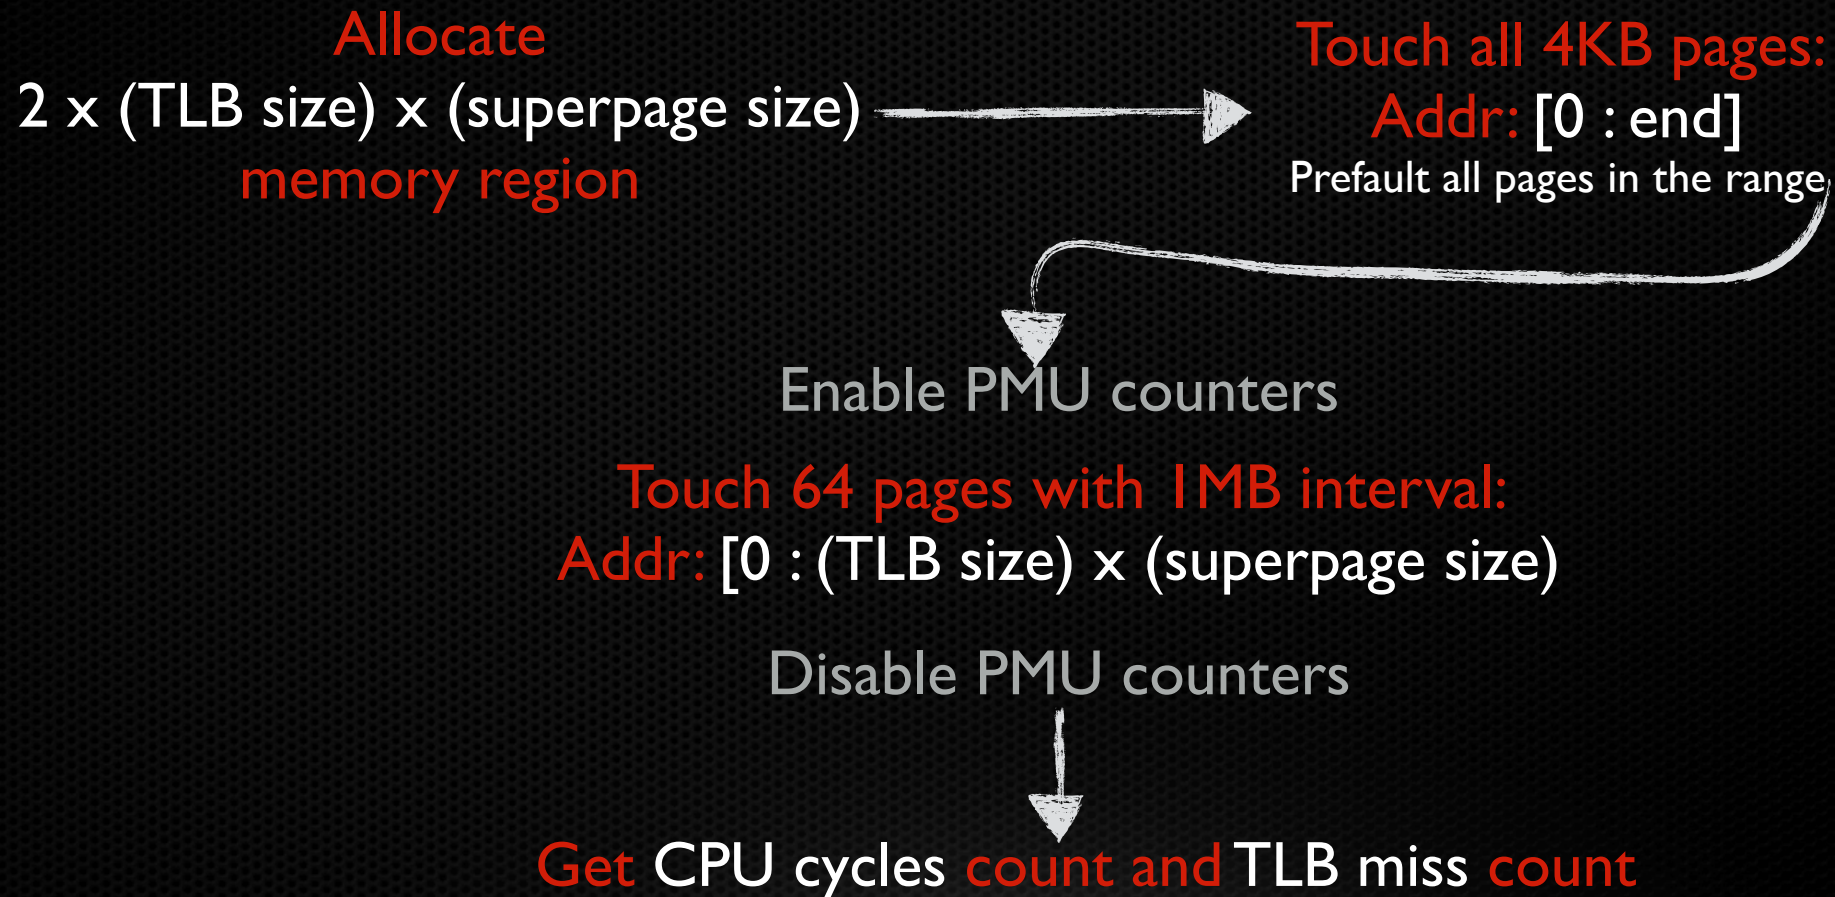 Allocate
2 x (TLB size) x (superpage size)
memory region
Touch all 4KB pages:
Addr: [0 : end]
Prefault all pages in the range
Enable PMU counters
Touch 64 pages with 1MB interval:
Addr: [0 : (TLB size) x (superpage size)
Disable PMU counters
Get CPU cycles count and TLB miss count